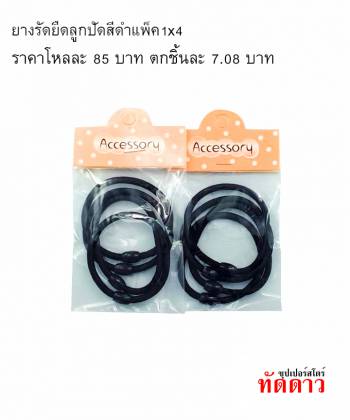 ยางรัดยืดลูกปัดสีดำแพ็ค1x4
ราคาโหลละ 85 บาท ตกชิ้นละ 7.08 บาท
Accessory
Accessory
ซุปเปอร์สโตร์
ทัดดาว